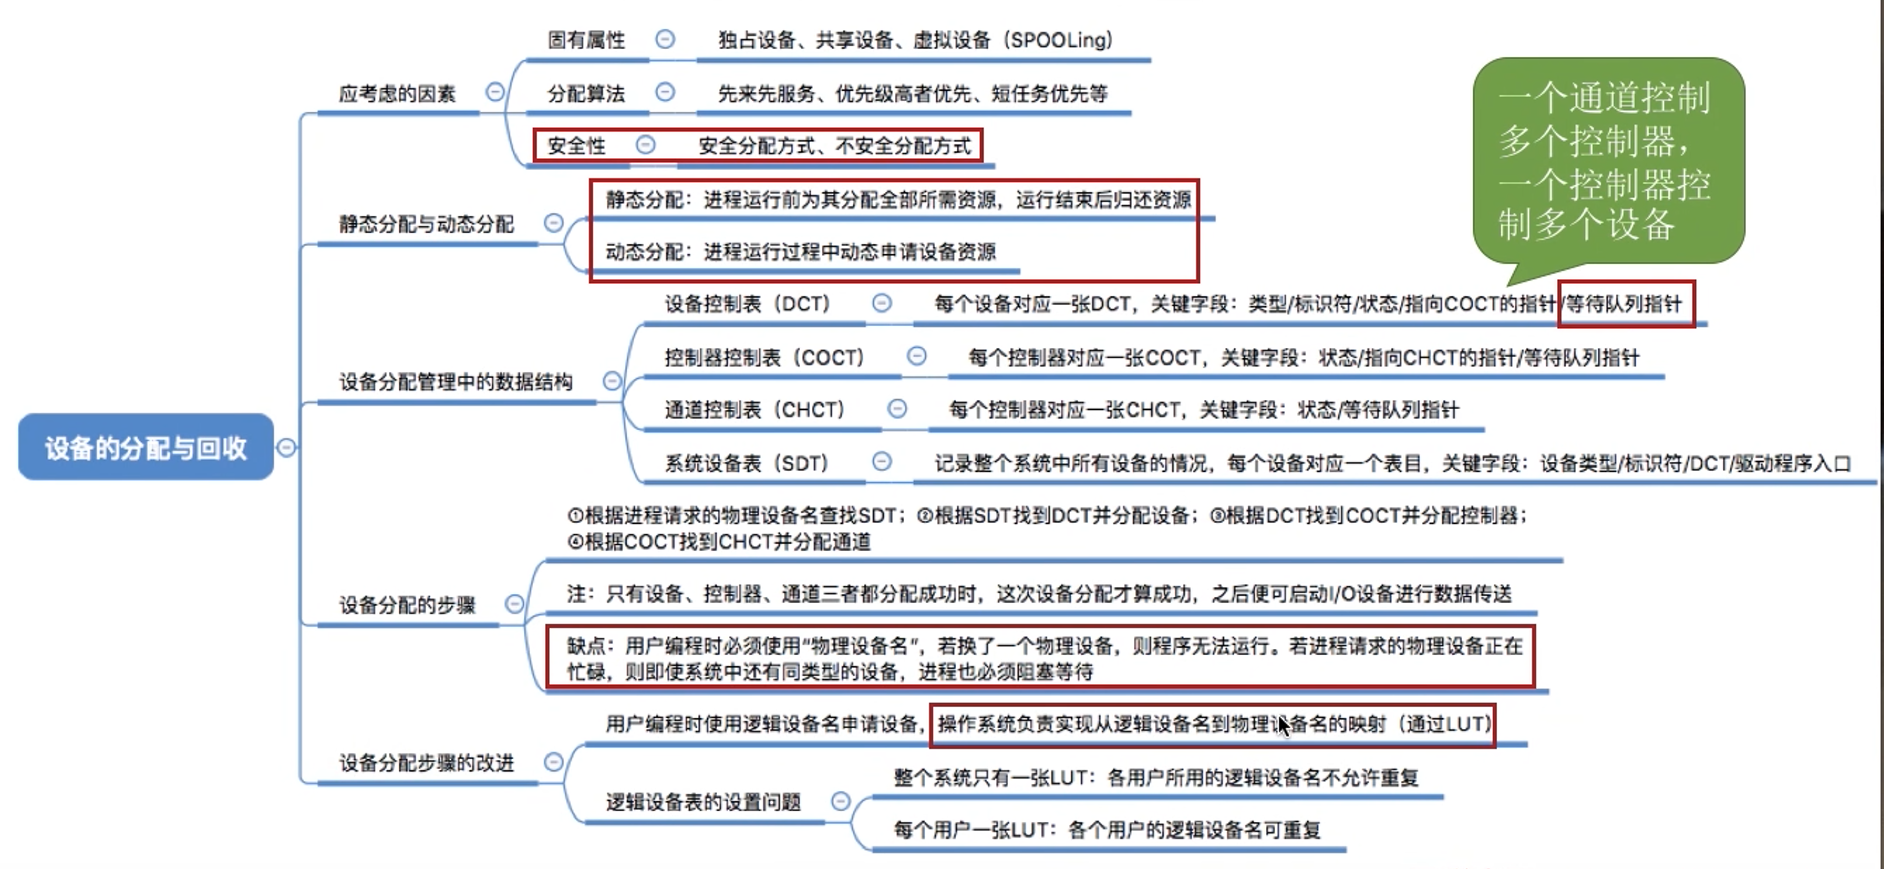 固有属性
独占设备、共享设备、虚拟设备（SPOOLing)
应考虑的因素
分配算法
先来先服务、优先级高者优先、短任务优先等
安全性
安全分配方式、不安全分配方式
一个通道控制
多个控制器，
一个控制器控
制多个设备
静态分配与动态分配
静态分配：进程运行前为其分配全部所需资源，运行结束后归还资源
动态分配：进程运行过程中动态申请设备资源
设备分配管理中的数据结构
设备控制表（DCT）
每个设备对应一张DCT，关键字段：类型/标识符/状态/指向COCT的指针/等待队列指针
控制器控制表（COCT）
每个控制器对应一张COCT，关键字段：状态/指向CHCT的指针/等待队列指针
通道控制表（CHCT）
每个控制器对应一张CHCT，关键字段：状态/等待队列指针
系统设备表（SDT）
记录整个系统中所有设备的情况，每个设备对应一个表目，关键字段：设备类型/标识符/DCT/驱动程序入口
设备的分配与回收
设备分配的步骤
①根据进程请求的物理设备名查找SDT；②根据SDT找到DCT并分配设备；③根据DCT找到COCT并分配控制器；
④根据COCT找到CHCT并分配通道
注：只有设备、控制器、通道三者都分配成功时，这次设备分配才算成功，之后便可启动I/O设备进行数据传送
缺点：用户编程时必须使用“物理设备名”，若换了一个物理设备，则程序无法运行。若进程请求的物理设备正在
忙碌，则即使系统中还有同类型的设备，进程也必须阻塞等待
设备分配步骤的改进
用户编程时使用逻辑设备名申请设备，操作系统负责实现从逻辑设备名到物理设备名的映射（通过LUT)
逻辑设备表的设置问题
整个系统只有一张LUT：各用户所用的逻辑设备名不允许重复
每个用户一张LUT：各个用户的逻辑设备名可重复